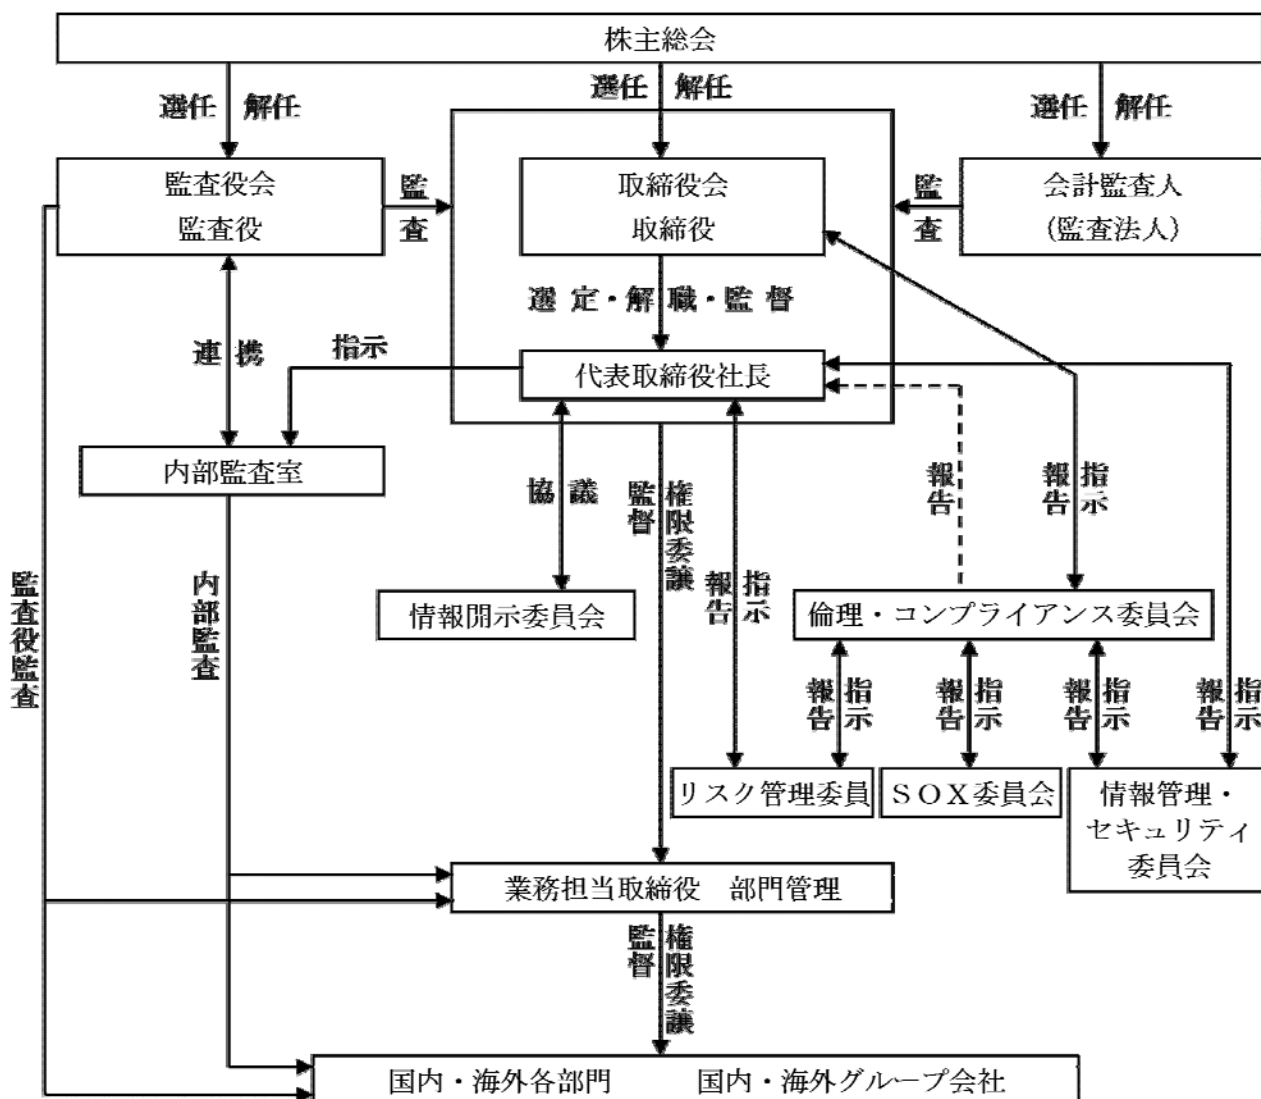 株主総会
選任 解任
選任 解任
選任 解任
監査役会
監査役
監査
取締役会
取締役
監査
会計監査人
(監査法人)
選定・解職・監督
連携
指示
代表取締役社長
内部監査室
協議
監督
権限委譲
報告
指示
報告
報告
指示
監査役監査
内部監査
情報開示委員会
倫理・コンプライアンス委員会
報告
指示
報告
指示
報告
指示
報告
指示
リスク管理委員
SOX委員会
情報管理・
セキュリティ
委員会
業務担当取締役 部門管理
監督
権限委譲
国内・海外各部門 国内・海外グループ会社